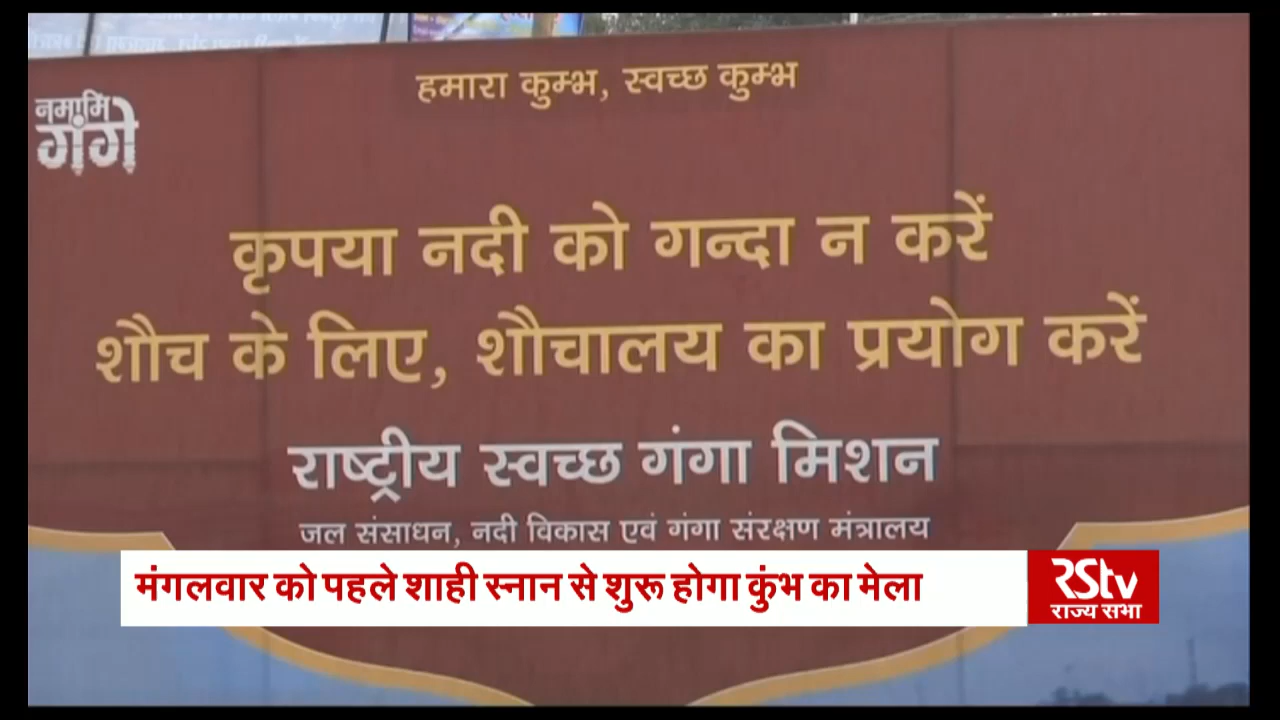 हमारा कुम्भ, स्वच्छ कुम्भ
नमामि
गंगे
कृपया नदी को गन्दा न करें
शौच के लिए, शौचालय का प्रयोग करें
राष्ट्रीय स्वच्छ गंगा मिशन
जल संसाधन, नदी विकास एवं गंगा संरक्षण मंत्रालय
मंगलवार को पहले शाही स्नान से शुरू होगा कुंभ का मेला
RStv
राज्य सभा